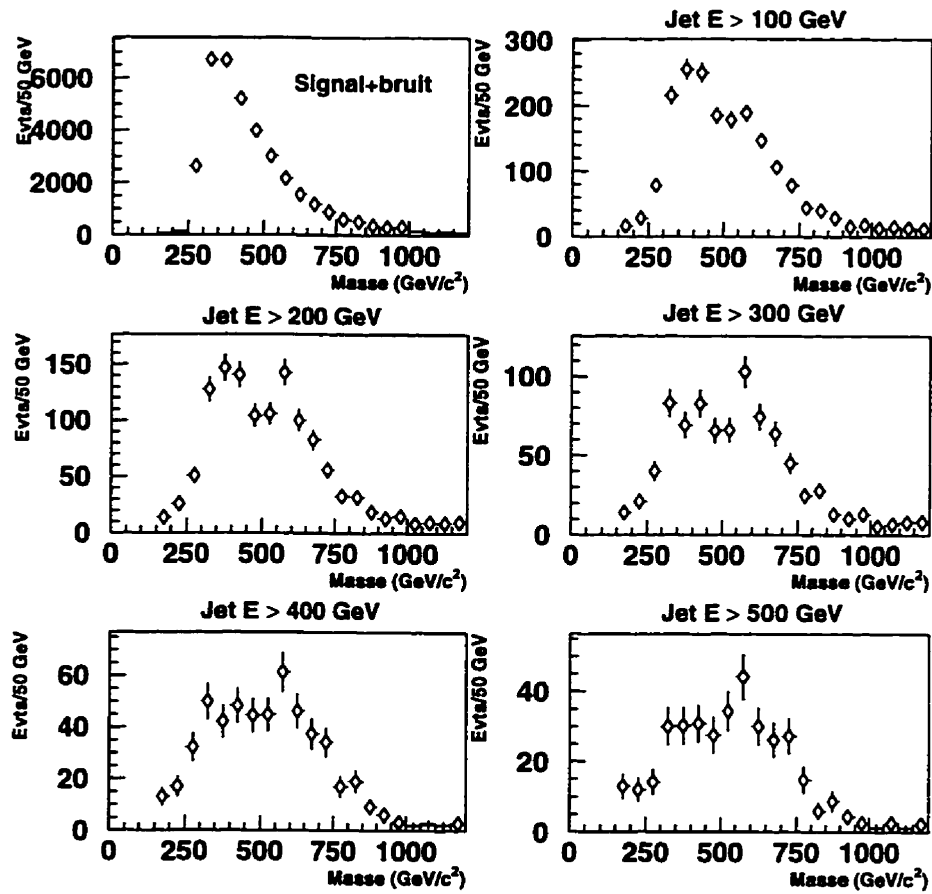 Evts/50 GeV
6000
4000
2000
0
Signal+bruit
0 250 500 750 1000
Masse (GeV/c²)
Jet E > 100 GeV
Evts/50 GeV
300
200
100
0
0 250 500 750 1000
Masse (GeV/c²)
Jet E > 200 GeV
Evts/50 GeV
150
100
50
0
0 250 500 750 1000
Masse (GeV/c²)
Jet E > 300 GeV
Evts/50 GeV
100
50
0
0 250 500 750 1000
Masse (GeV/c²)
Jet E > 400 GeV
Evts/50 GeV
60
40
20
0
0 250 500 750 1000
Masse (GeV/c²)
Jet E > 500 GeV
Evts/50 GeV
40
20
0
0 250 500 750 1000
Masse (GeV/c²)